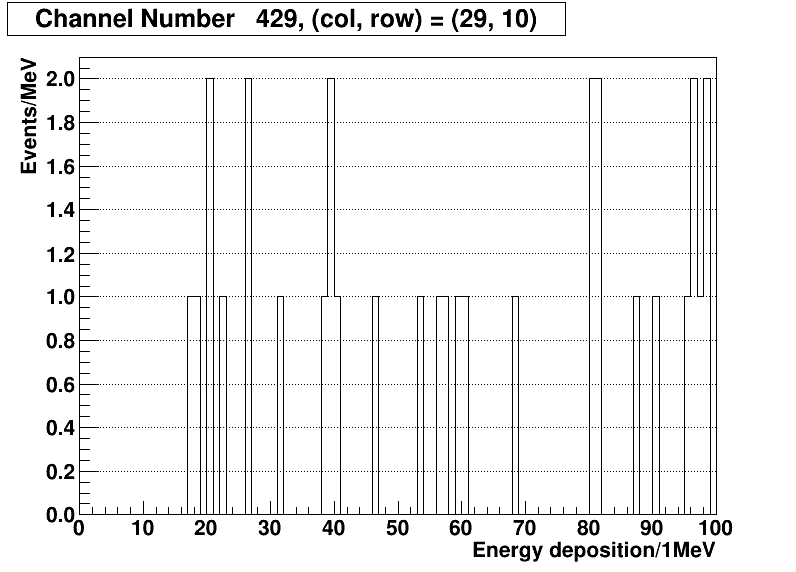 Channel Number 429, (col, row) = (29, 10)
Events/MeV
2.0
1.8
1.6
1.4
1.2
1.0
0.8
0.6
0.4
0.2
0.0
0 10 20 30 40 50 60 70 80 90 100
Energy deposition/1MeV